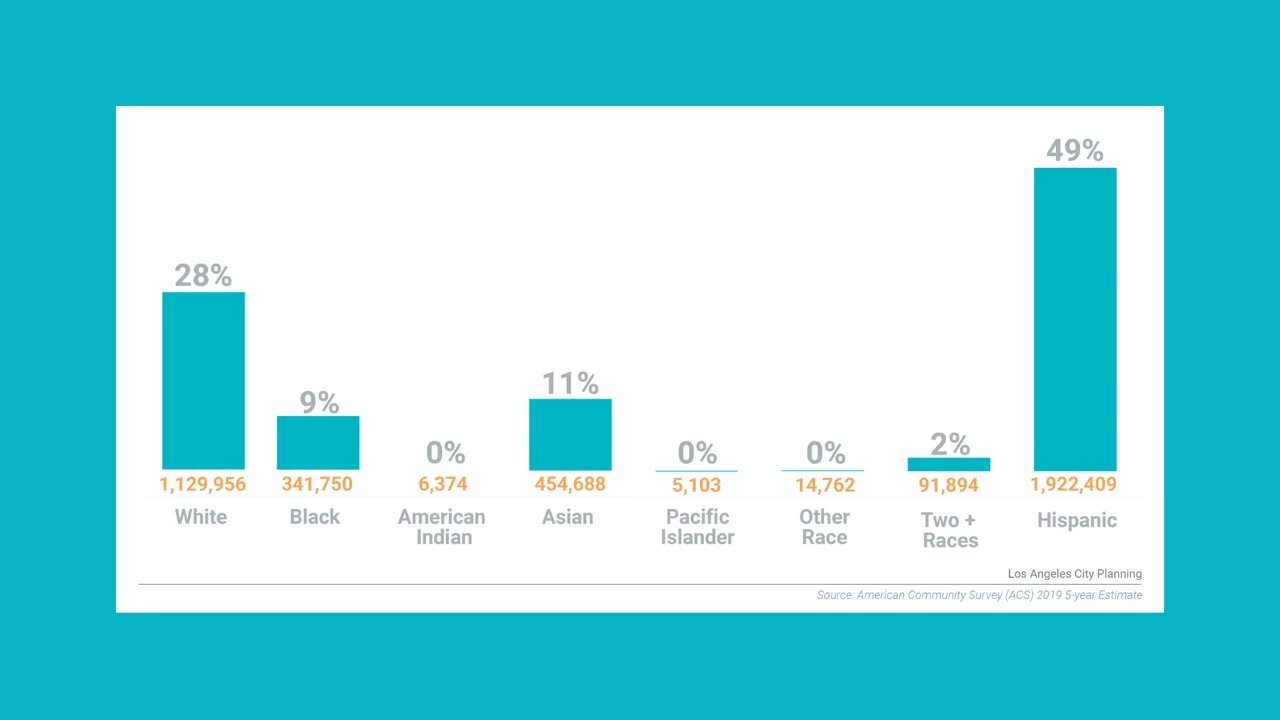 49%
28%
11%
9%
0%
0%
0%
2%
1,129,956
341,750
6,374
454,688
5,103
14,762
91,894
1,922,409
White
Black
American
Indian
Asian
Pacific
Islander
Other
Race
Two +
Races
Hispanic
Los Angeles City Planning
Source: American Community Survey (ACS) 2019 5-year Estimate